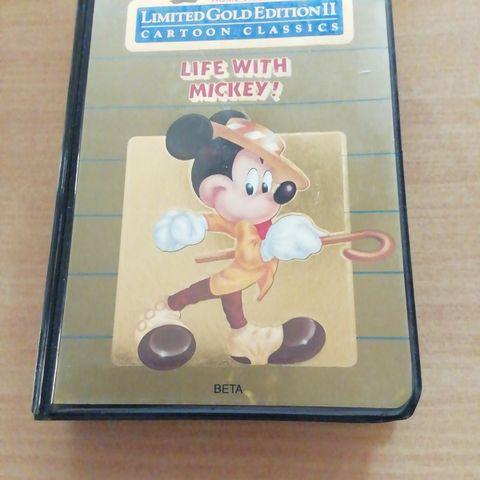 LIMITED GOLD EDITION II
CARTOON CLASSICS
LIFE WITH
MICKEY!
BETA